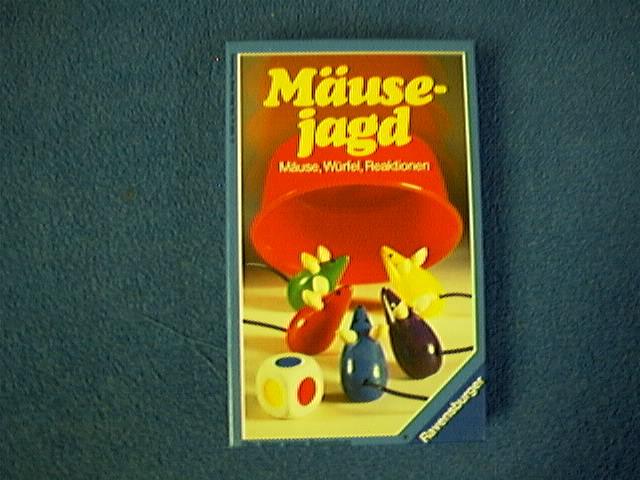 Mäuse-
jagd
Mäuse, Würfel, Reaktionen
Ravensburger